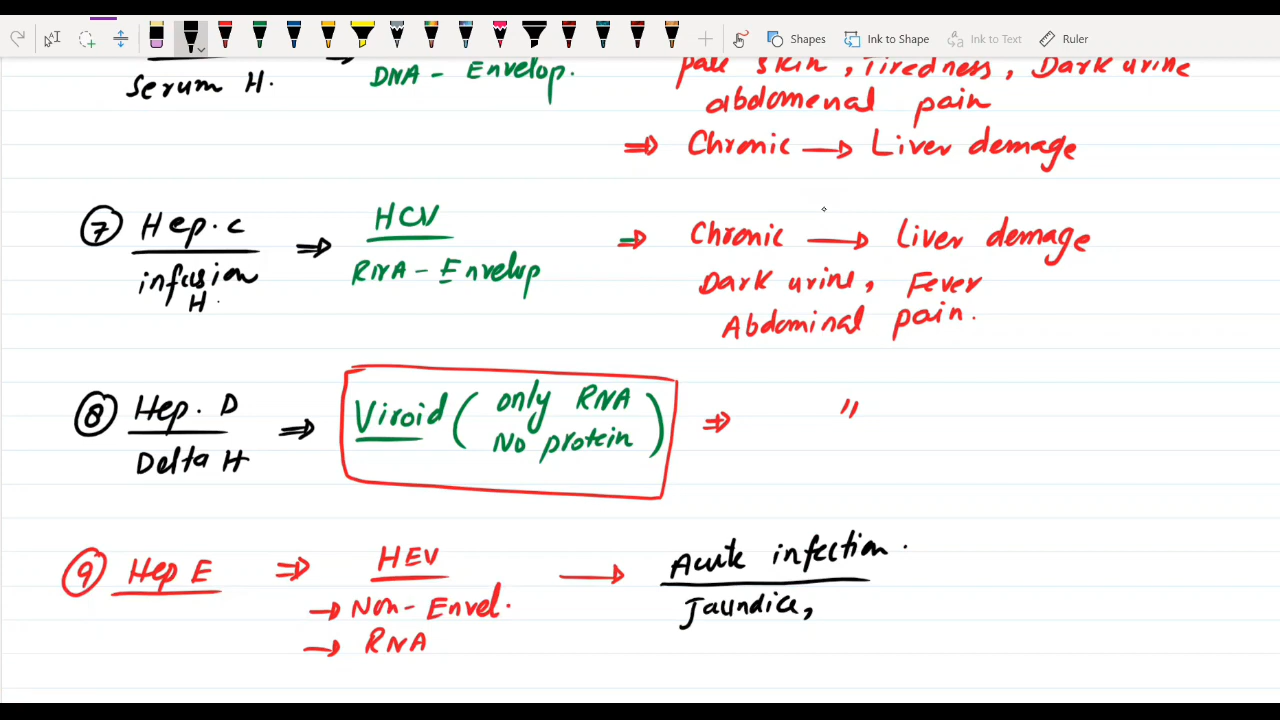 Shapes Ink to Shape Ink to Text Ruler
Serum H. ⇒ DNA - Envelop. pale skin, Tiredness, Dark urine
abdomenal pain
⇒ Chronic → Liver demage
⑦ Hep. C ⇒ HCV ⇒ Chronic → Liver demage
infusion H. RNA - Envelop Dark urine, Fever
Abdominal pain.
⑧ Hep. D ⇒ Viroid ( only RNA No protein ) ⇒ "
Delta H
⑨ Hep E ⇒ HEV → Acute infection.
→ Non-Envel. Jaundice,
→ RNA